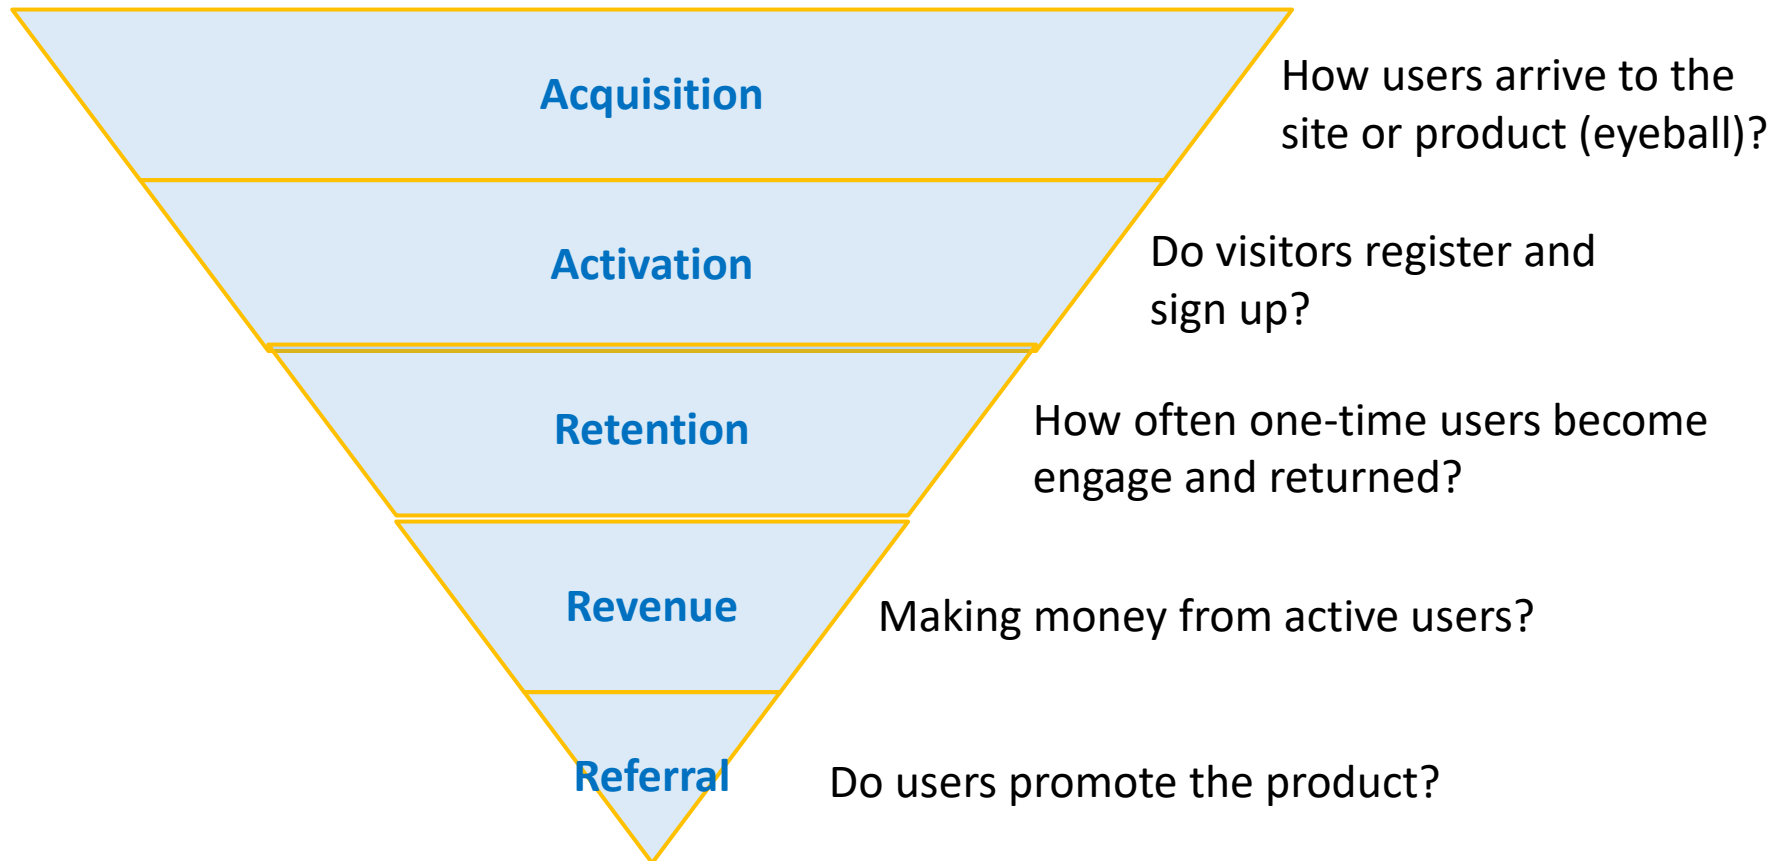 Acquisition
How users arrive to the
site or product (eyeball)?
Activation
Do visitors register and
sign up?
Retention
How often one-time users become
engage and returned?
Revenue
Making money from active users?
Referral
Do users promote the product?